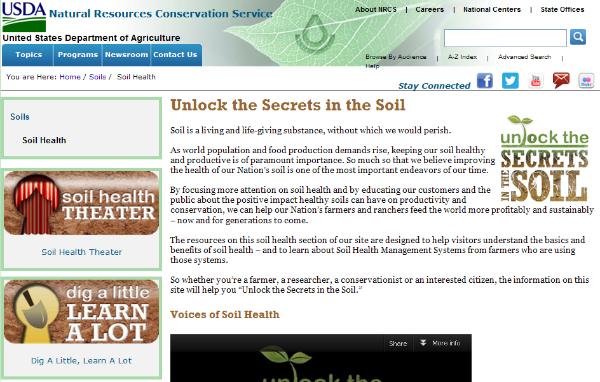 USDA Natural Resources Conservation Service
United States Department of Agriculture
About NRCS | Careers | National Centers | State Offices
Topics Programs Newsroom Contact Us
Browse By Audience | A-Z Index | Advanced Search |
Help
You are Here: Home / Soils / Soil Health
Stay Connected
Soils
Soil Health
soil health
THEATER
Soil Health Theater
dig a little
LEARN
A LOT
Dig A Little, Learn A Lot
Unlock the Secrets in the Soil
Soil is a living and life-giving substance, without which we would perish.
As world population and food production demands rise, keeping our soil healthy
and productive is of paramount importance. So much so that we believe improving
the health of our Nation's soil is one of the most important endeavors of our time.
By focusing more attention on soil health and by educating our customers and the
public about the positive impact healthy soils can have on productivity and
conservation, we can help our Nation's farmers and ranchers feed the world more profitably and sustainably
– now and for generations to come.
The resources on this soil health section of our site are designed to help visitors understand the basics and
benefits of soil health – and to learn about Soil Health Management Systems from farmers who are using
those systems.
So whether you're a farmer, a researcher, a conservationist or an interested citizen, the information on this
site will help you “Unlock the Secrets in the Soil.”
unlock the
SECRETS
IN THE SOIL
Voices of Soil Health
Share More info
unlock the